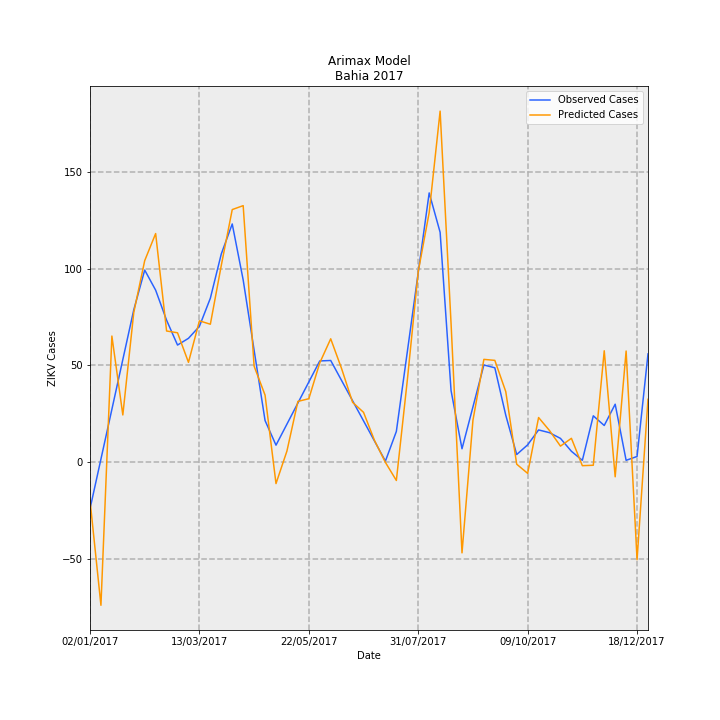 Arimax Model
Bahia 2017
Observed Cases
Predicted Cases
ZIKV Cases
150
100
50
0
−50
02/01/2017
13/03/2017
22/05/2017
31/07/2017
09/10/2017
18/12/2017
Date